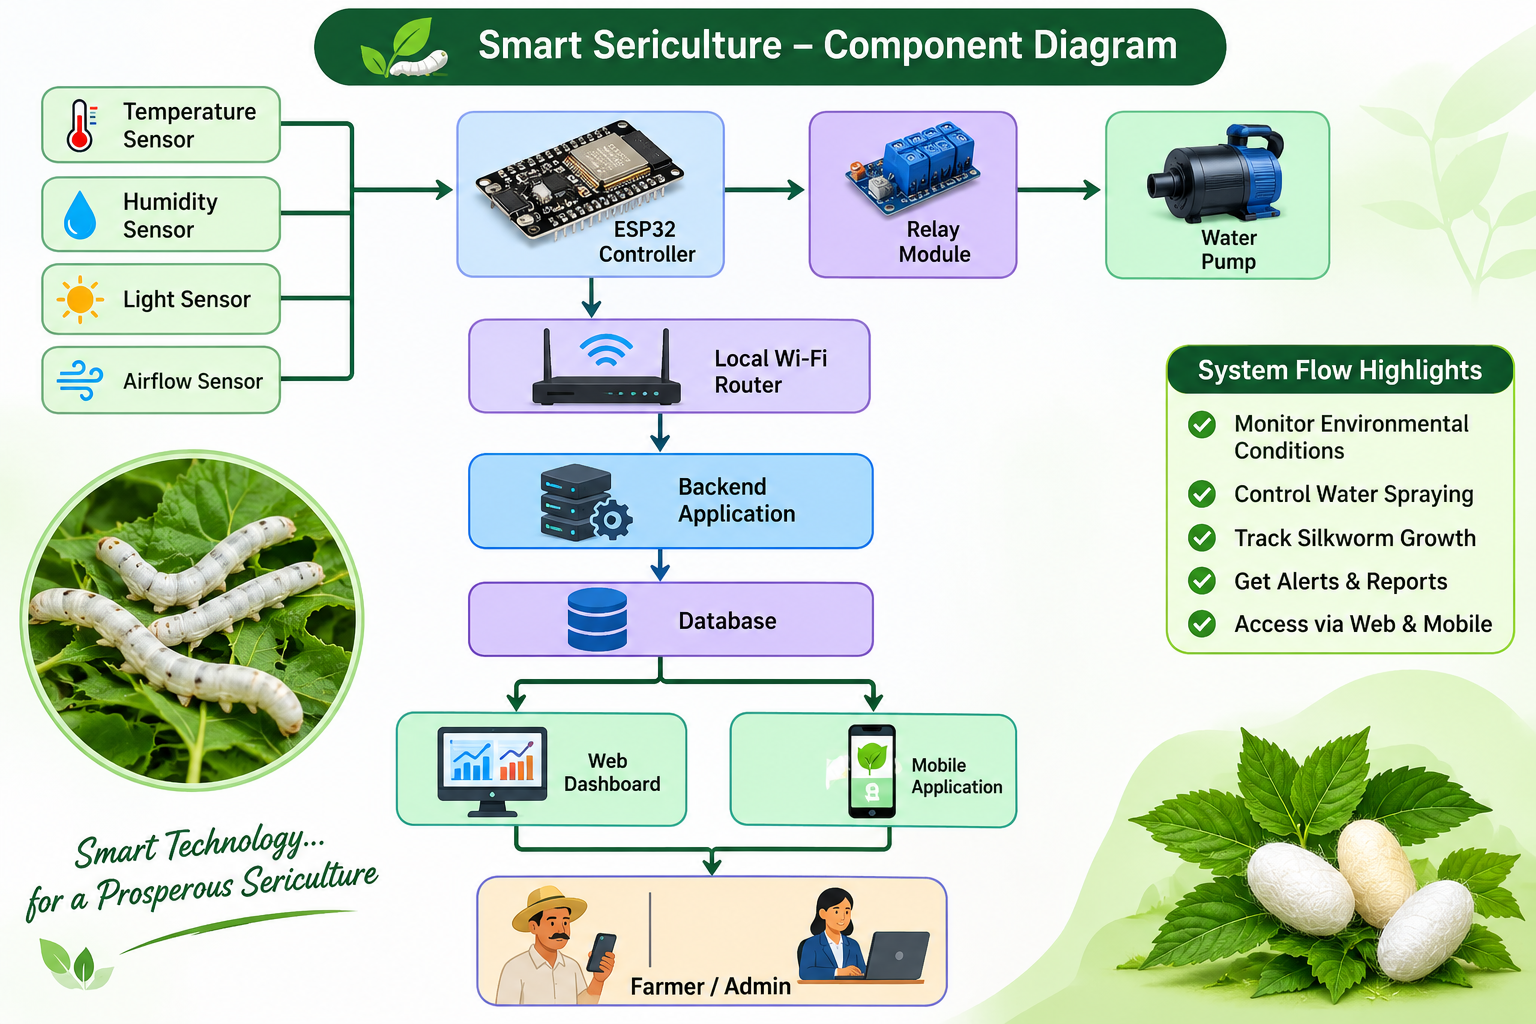 Smart Sericulture – Component Diagram
Temperature
Sensor
Humidity
Sensor
Light Sensor
Airflow Sensor
ESP32
Controller
Relay
Module
Water
Pump
Local Wi-Fi
Router
Backend
Application
Database
Web
Dashboard
Mobile
Application
Farmer / Admin
System Flow Highlights
Monitor Environmental
Conditions
Control Water Spraying
Track Silkworm Growth
Get Alerts & Reports
Access via Web & Mobile
Smart Technology...
for a Prosperous Sericulture